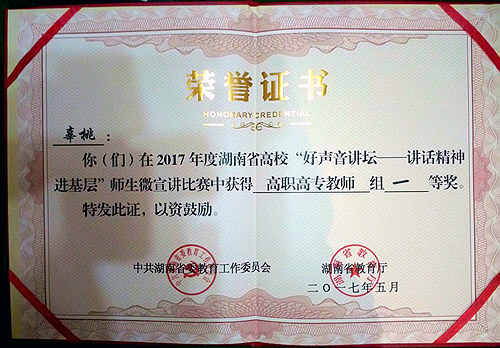 荣誉证书
HONORARY CREDENTIAL
辜桃：
你（们）在2017年度湖南省高校“好声音讲坛——讲话精神
进基层”师生微宣讲比赛中获得 高职高专教师 组 一 等奖。
特发此证，以资鼓励。
中共湖南省委教育工作委员会
湖南省教育厅
二〇一七年五月